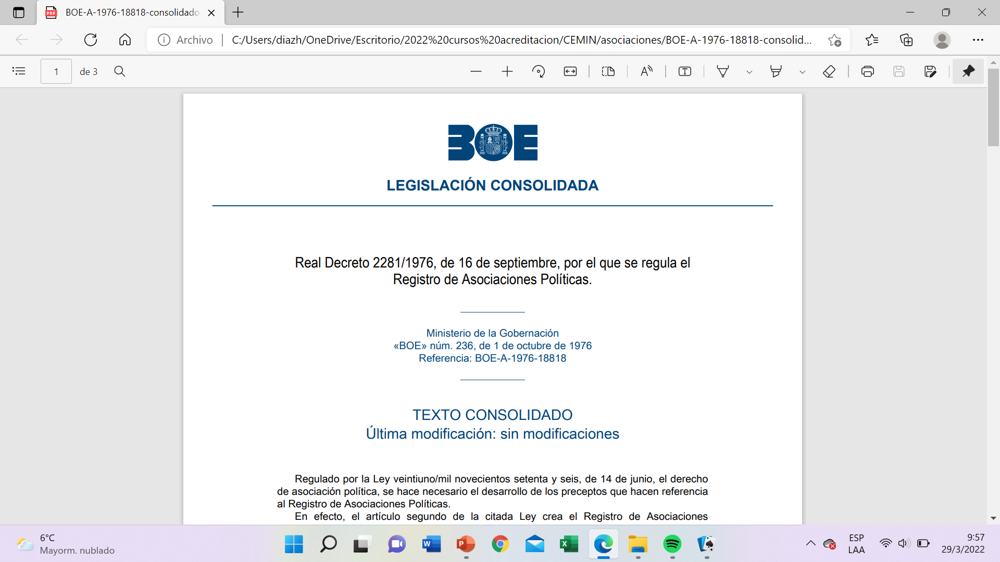 BOE-A-1976-18818-consolidado
Archivo
C:/Users/diazh/OneDrive/Escritorio/2022%20cursos%20acreditacion/CEMIN/asociaciones/BOE-A-1976-18818-consolid...
1
de 3
BOE
LEGISLACIÓN CONSOLIDADA
Real Decreto 2281/1976, de 16 de septiembre, por el que se regula el
Registro de Asociaciones Políticas.
Ministerio de la Gobernación
«BOE» núm. 236, de 1 de octubre de 1976
Referencia: BOE-A-1976-18818
TEXTO CONSOLIDADO
Última modificación: sin modificaciones
Regulado por la Ley veintiuno/mil novecientos setenta y seis, de 14 de junio, el derecho
de asociación política, se hace necesario el desarrollo de los preceptos que hacen referencia
al Registro de Asociaciones Políticas.
En efecto, el artículo segundo de la citada Ley crea el Registro de Asociaciones
6°C
Mayorm. nublado
ESP
LAA
9:57
29/3/2022